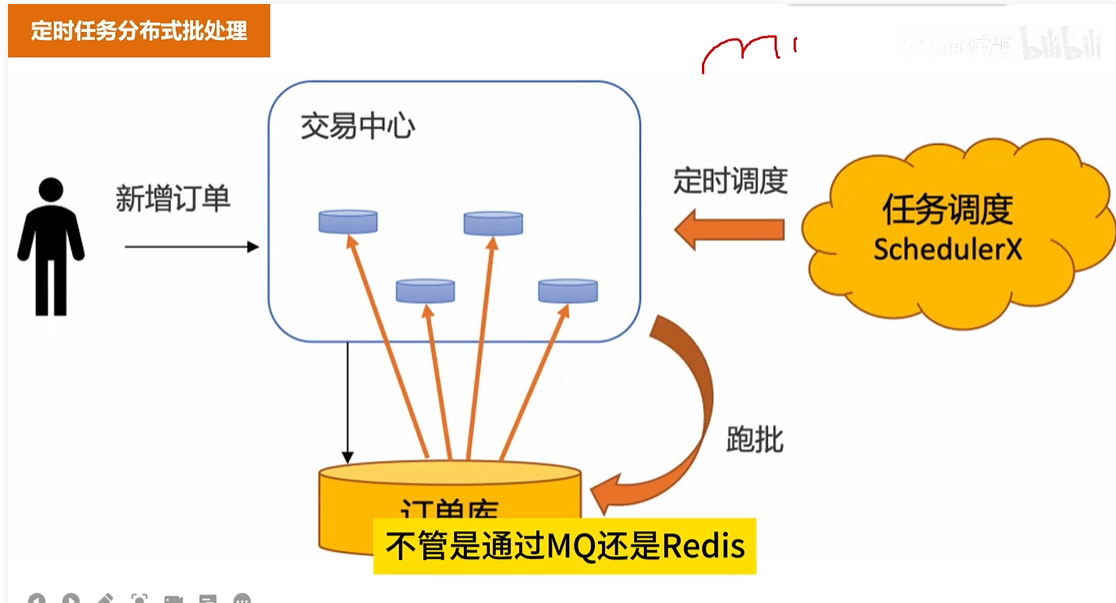 定时任务分布式批处理
bilibili
交易中心
新增订单
定时调度
任务调度
SchedulerX
跑批
订单库
不管是通过MQ还是Redis